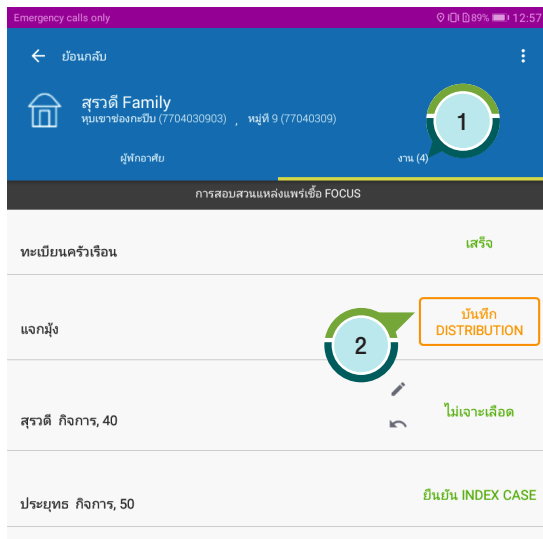 Emergency calls only
89% 12:57
ย้อนกลับ
สุรวดี Family
หุบเขาช่องกะปีบ (7704030903) , หมู่ที่ 9 (77040309)
1
ผู้พักอาศัย
งาน (4)
การสอบสวนแหล่งแพร่เชื้อ FOCUS
ทะเบียนครัวเรือน
เสร็จ
แจกมุ้ง
บันทึก
DISTRIBUTION
2
สุรวดี กิจการ, 40
ไม่เจาะเลือด
ประยุทธ กิจการ, 50
ยืนยัน INDEX CASE